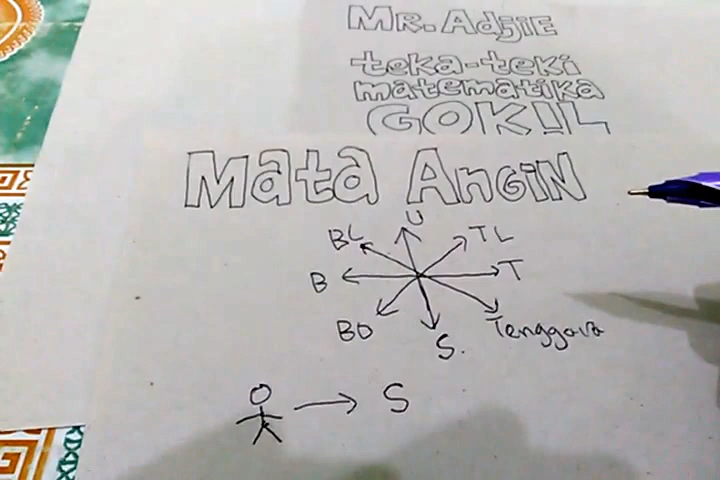 MR. ADJIE
teka-teki
matematika
GOKIL
Mata Angin
U
BL
TL
B
T
BD
S.
Tenggara
S